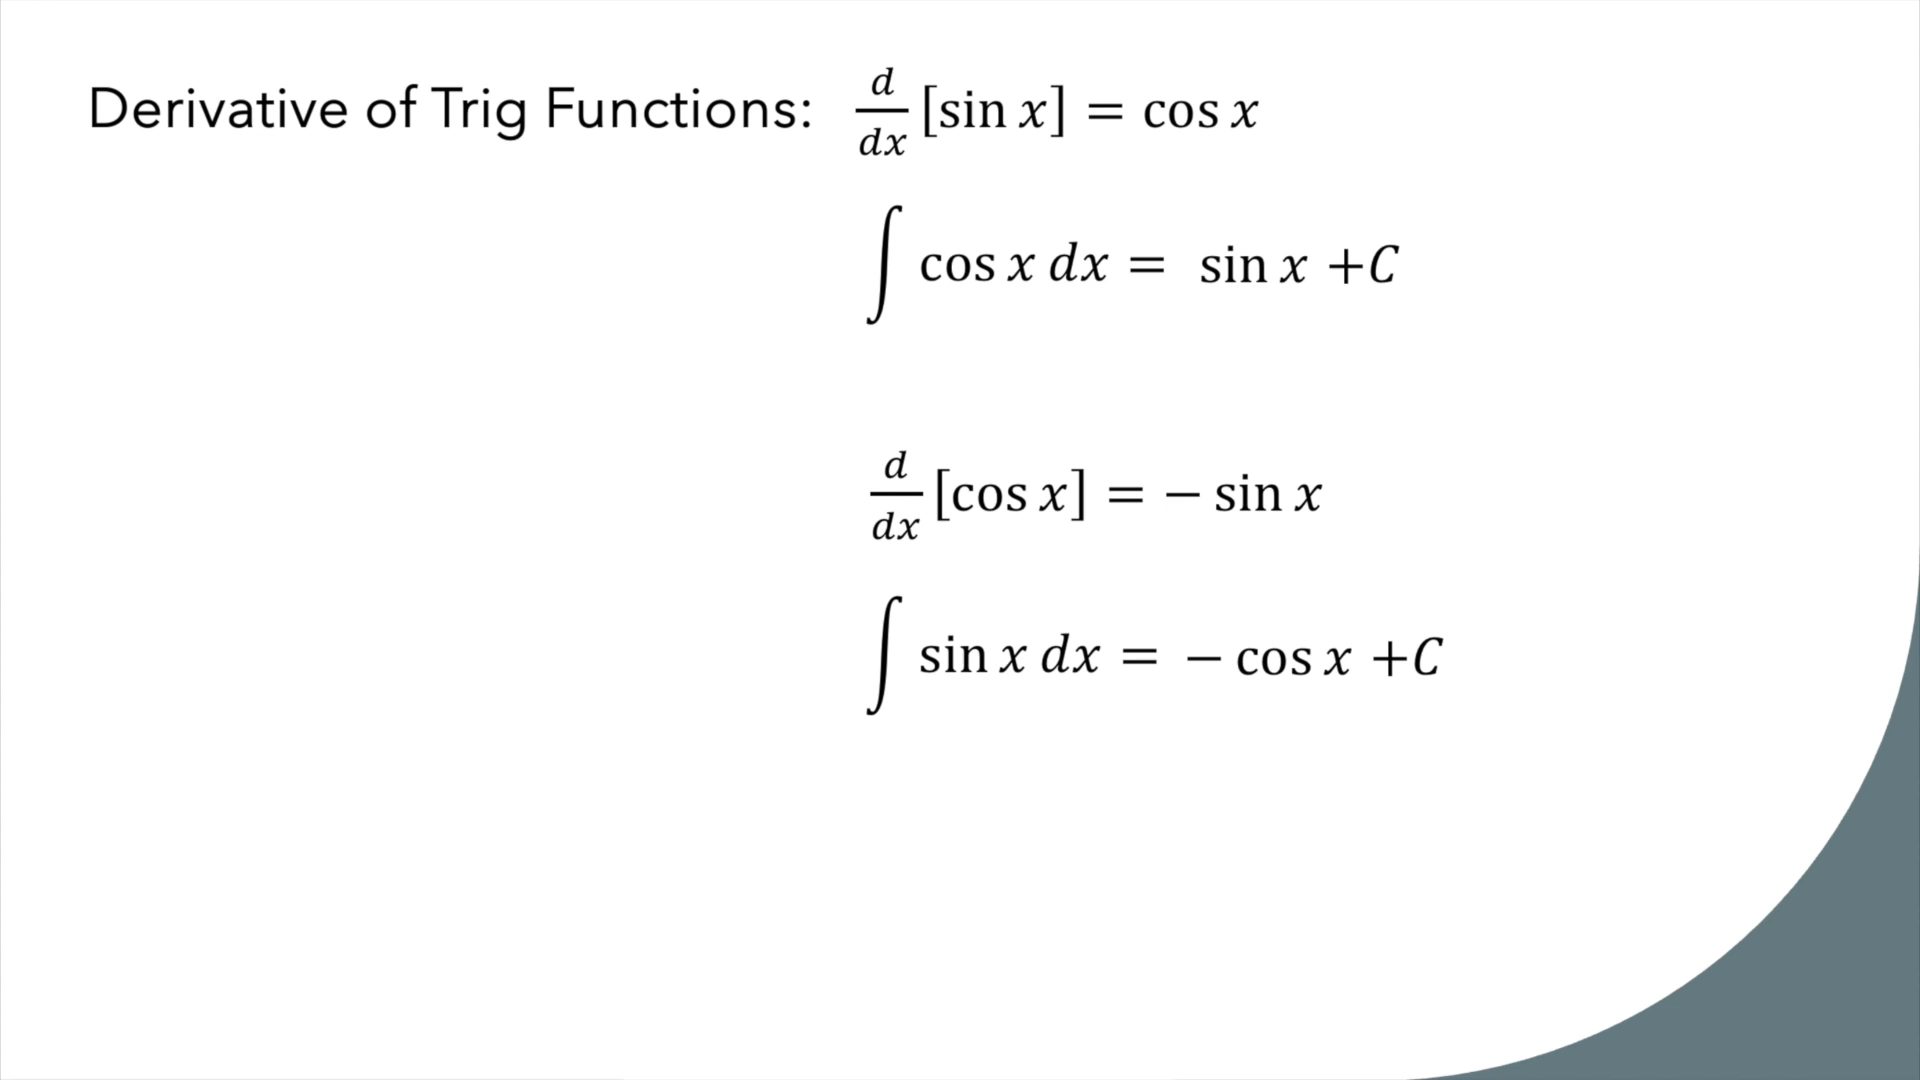 Derivative of Trig Functions: d/dx [sin x] = cos x
∫ cos x dx = sin x +C
d/dx [cos x] = − sin x
∫ sin x dx = − cos x +C